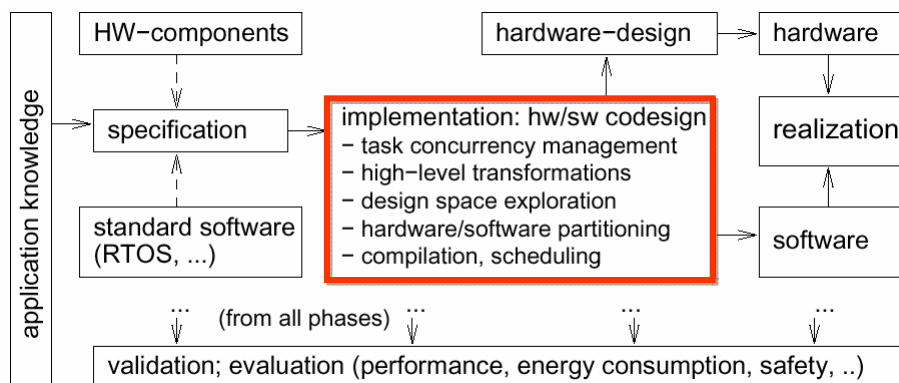 application knowledge
HW−components
hardware−design
hardware
specification
implementation: hw/sw codesign
− task concurrency management
− high−level transformations
− design space exploration
− hardware/software partitioning
− compilation, scheduling
realization
standard software
(RTOS, ...)
software
... (from all phases) ... ... ...
validation; evaluation (performance, energy consumption, safety, ..)